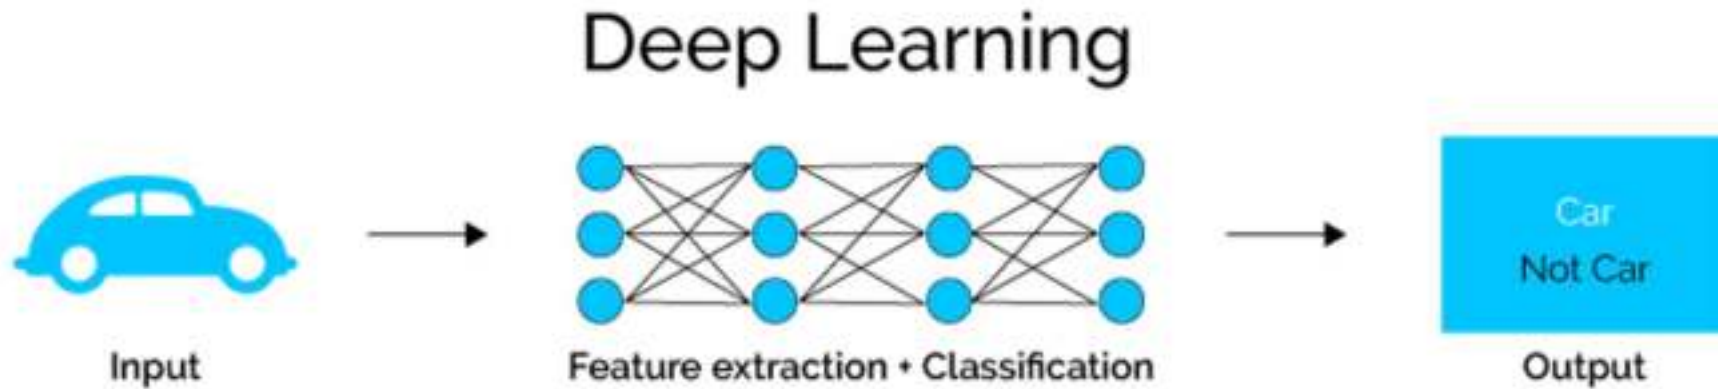 Deep Learning
Car
Not Car
Input
Feature extraction + Classification
Output